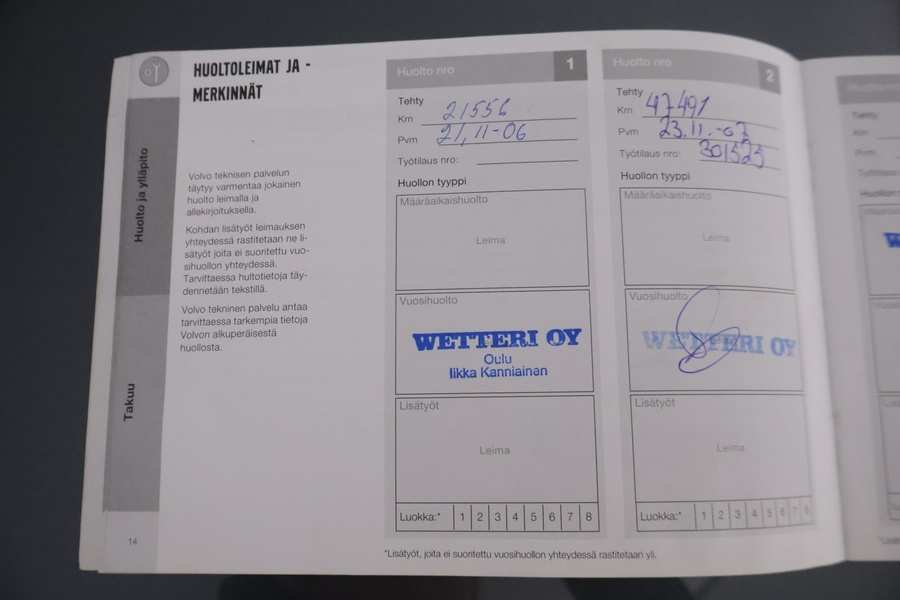 HUOLTOLEIMAT JA -
MERKINNÄT
Huolto ja ylläpito
Takuu
Volvo teknisen palvelun
täytyy varmentaa jokainen
huolto leimalla ja
allekirjoituksella.
Kohdan lisätyöt leimauksen
yhteydessä rastitetaan ne li-
sätyöt joita ei suoritettu vuo-
sihuollon yhteydessä.
Tarvittaessa hultotietoja täy-
dennetään tekstillä.
Volvo tekninen palvelu antaa
tarvittaessa tarkempia tietoja
Volvon alkuperäisestä
huollosta.
14
Huolto nro 1
Tehty
Km 21556
Pvm 21,11-06
Työtilaus nro:
Huollon tyyppi
Määräaikaishuolto
Leima
Vuosihuolto
WETTERI OY
Oulu
Iikka Kanniainen
Lisätyöt
Leima
Luokka:* 1 2 3 4 5 6 7 8
Huolto nro 2
Tehty
Km 47491
Pvm 23.11.-07
Työtilaus nro: 301523
Huollon tyyppi
Määräaikaishuolto
Leima
Vuosihuolto
WETTERI OY
Lisätyöt
Leima
Luokka:* 1 2 3 4 5 6 7 8
*Lisätyöt, joita ei suoritettu vuosihuollon yhteydessä rastitetaan yli.
Tehty
Km
Pvm